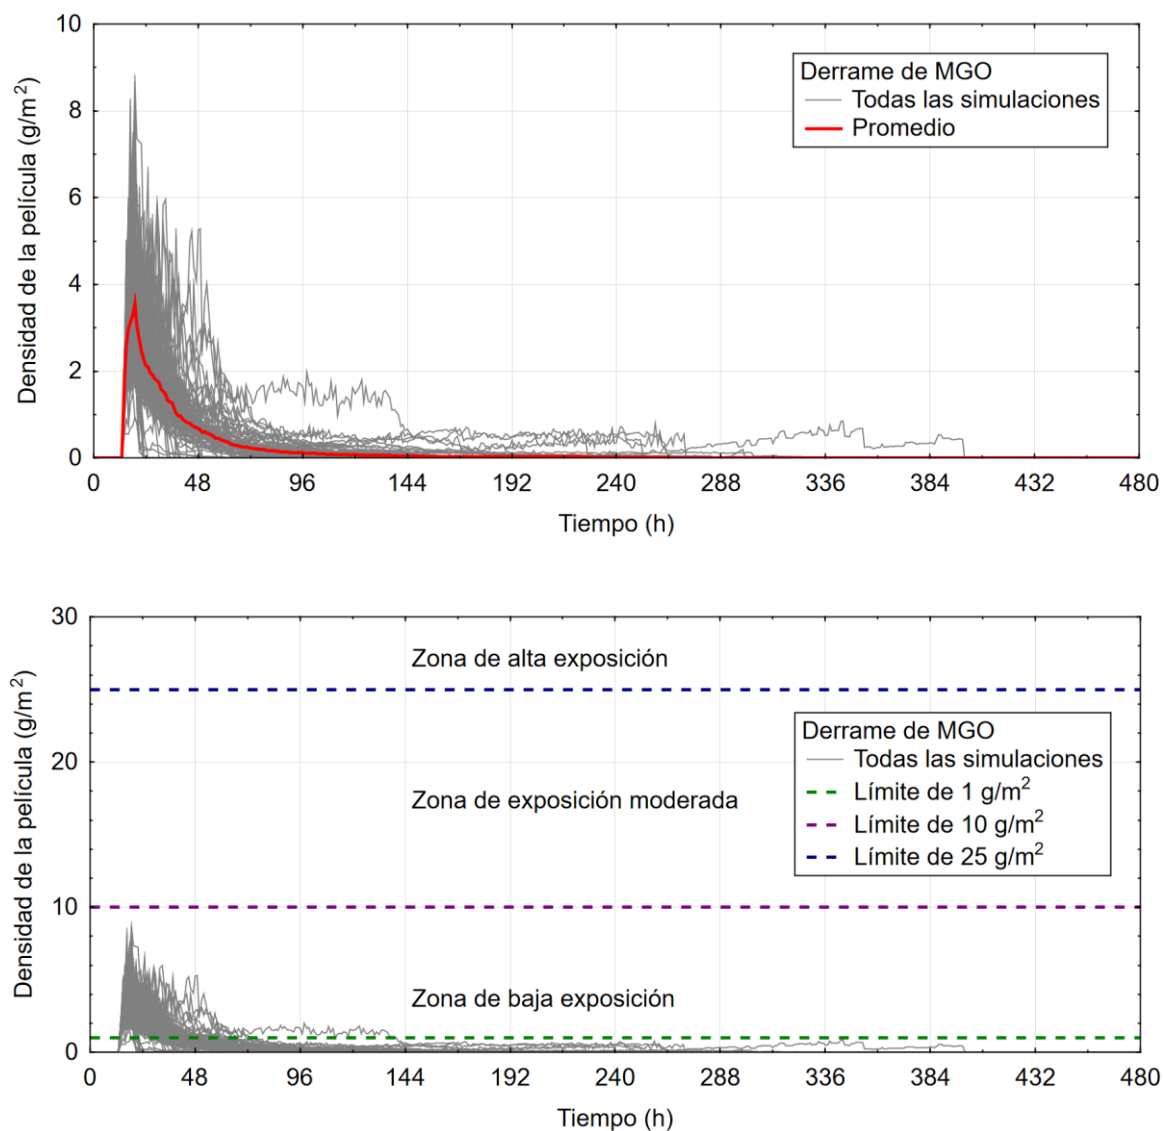 10
8
6
4
2
0
Densidad de la película (g/m²)
Derrame de MGO
Todas las simulaciones
Promedio
0 48 96 144 192 240 288 336 384 432 480
Tiempo (h)
30
20
10
0
Densidad de la película (g/m²)
Zona de alta exposición
Derrame de MGO
Todas las simulaciones
Límite de 1 g/m²
Límite de 10 g/m²
Límite de 25 g/m²
Zona de exposición moderada
Zona de baja exposición
0 48 96 144 192 240 288 336 384 432 480
Tiempo (h)